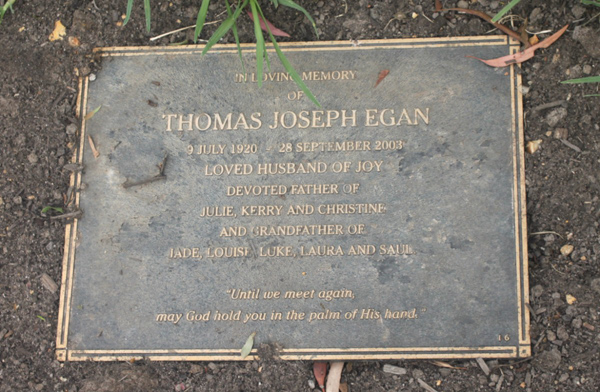 IN LOVING MEMORY
OF
THOMAS JOSEPH EGAN
9 JULY 1920 - 28 SEPTEMBER 2003
LOVED HUSBAND OF JOY
DEVOTED FATHER OF
JULIE, KERRY AND CHRISTINE
AND GRANDFATHER OF
JADE, LOUISE, LUKE, LAURA AND SAUL
"Until we meet again,
may God hold you in the palm of His hand."